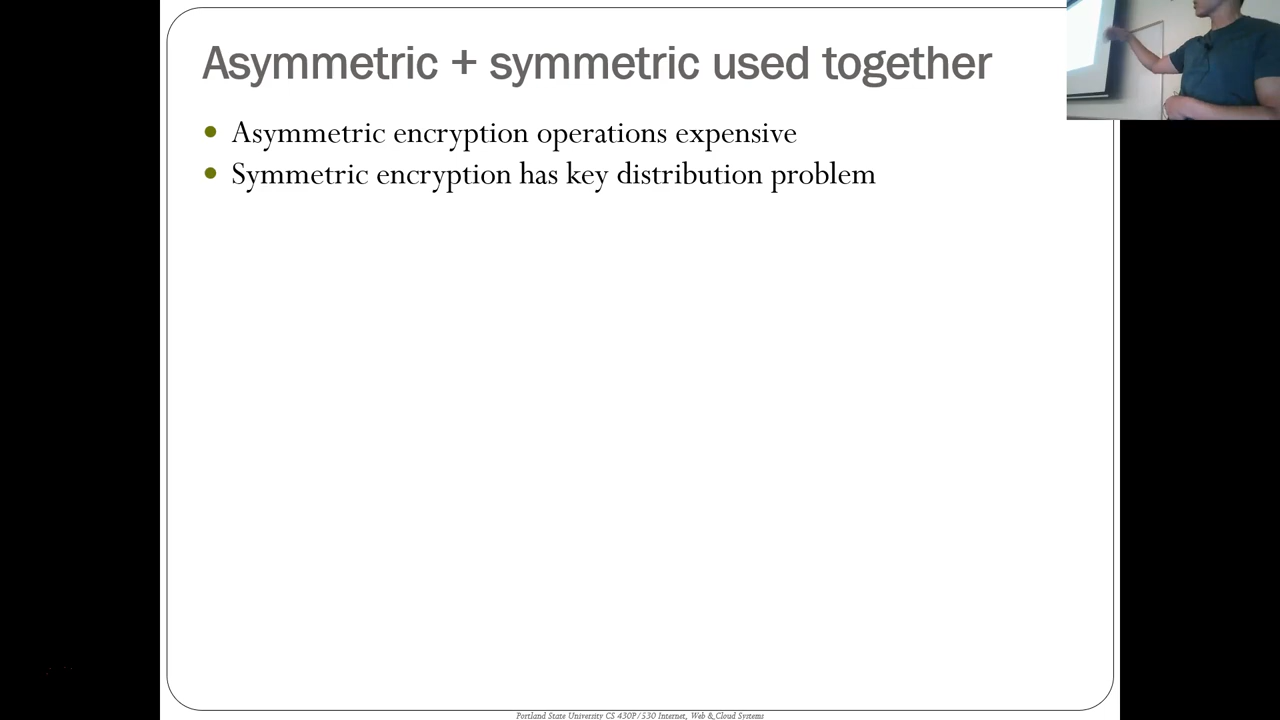 Asymmetric + symmetric used together
Asymmetric encryption operations expensive
Symmetric encryption has key distribution problem
Portland State University CS 430P/530 Internet, Web & Cloud Systems